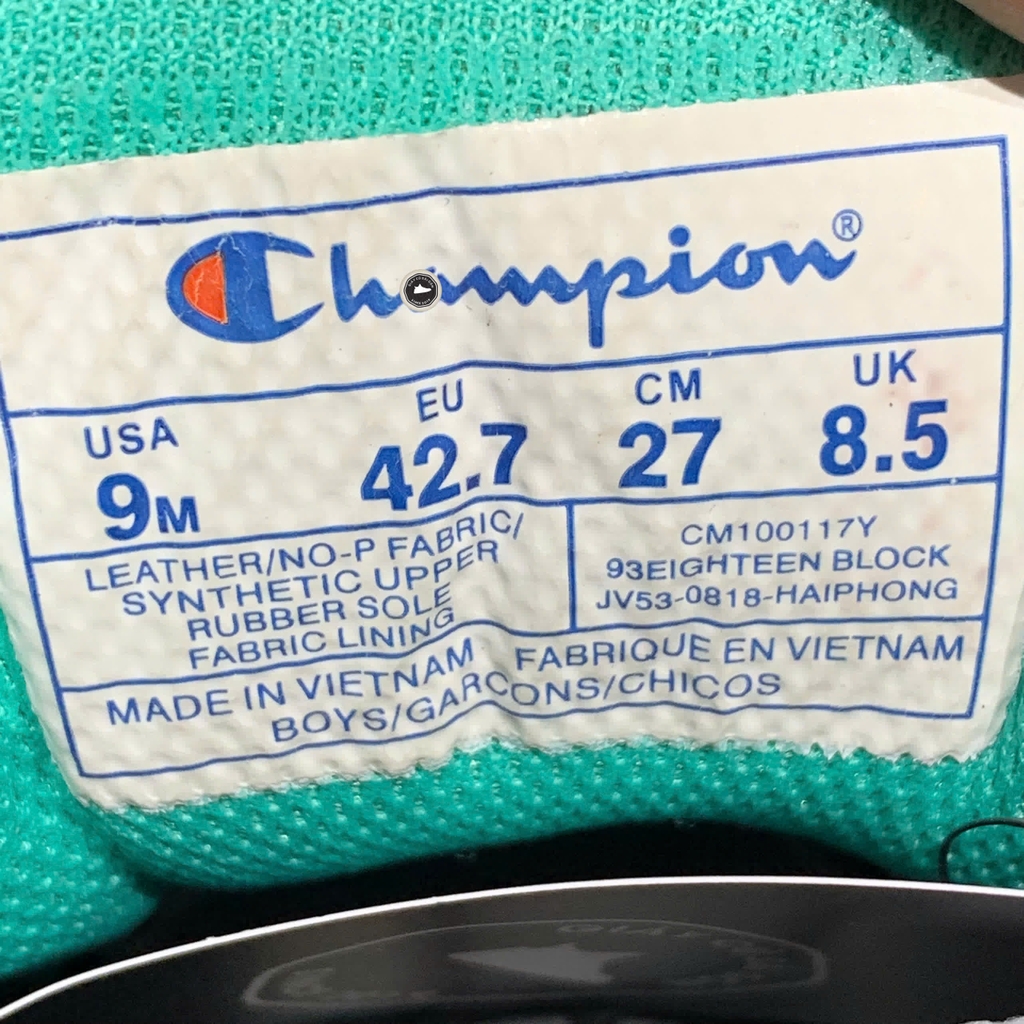 Champion®
USA EU CM UK
9M 42.7 27 8.5
LEATHER/NO-P FABRIC/
SYNTHETIC UPPER
RUBBER SOLE
FABRIC LINING
CM100117Y
93EIGHTEEN BLOCK
JV53-0818-HAIPHONG
MADE IN VIETNAM FABRIQUE EN VIETNAM
BOYS/GARCONS/CHICOS